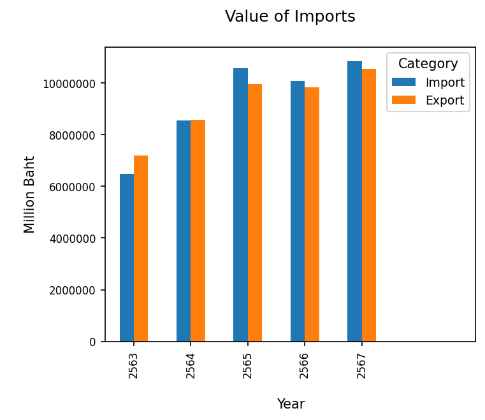 Value of Imports
Category
Import
Export
Million Baht
10000000
8000000
6000000
4000000
2000000
0
2563
2564
2565
2566
2567
Year